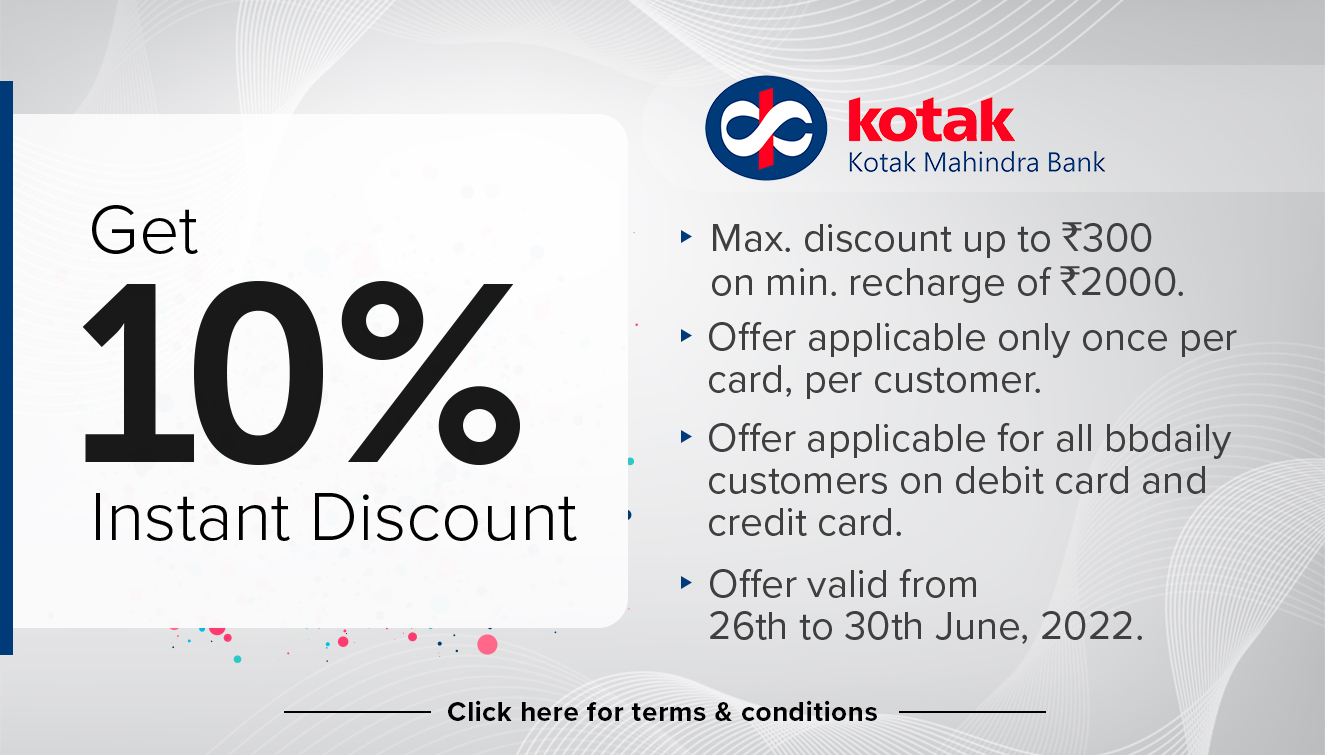 Get
10%
Instant Discount
kotak
Kotak Mahindra Bank
Max. discount up to ₹300
on min. recharge of ₹2000.
Offer applicable only once per
card, per customer.
Offer applicable for all bbdaily
customers on debit card and
credit card.
Offer valid from
26th to 30th June, 2022.
Click here for terms & conditions